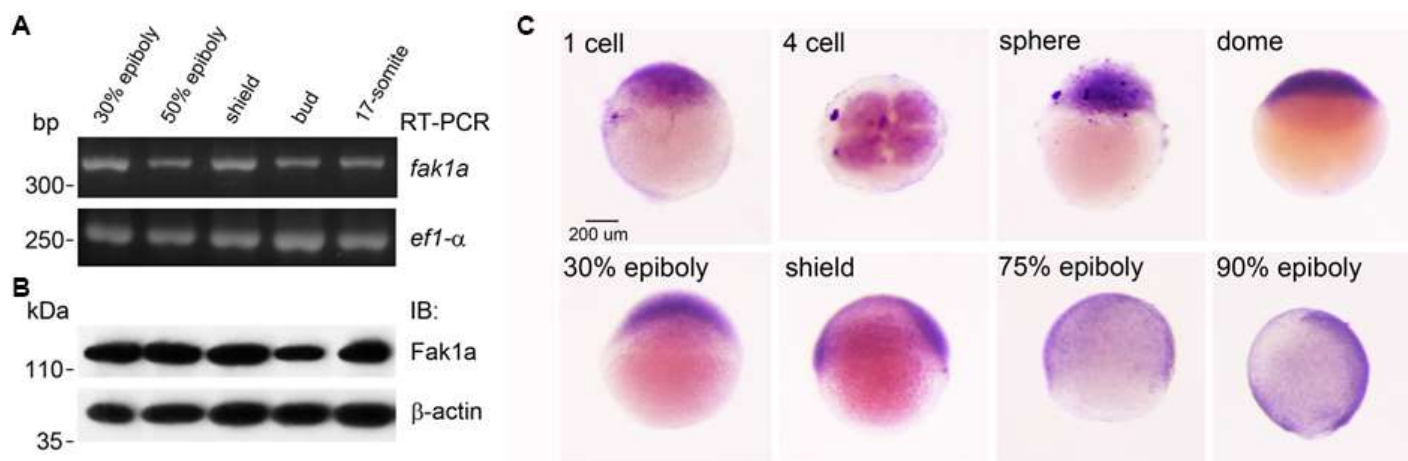 A
30% epiboly
50% epiboly
shield
bud
17-somite
bp
RT-PCR
300-
fak1a
250-
ef1-α
B
kDa
IB:
110-
Fak1a
35-
β-actin
C
1 cell
4 cell
sphere
dome
200 um
30% epiboly
shield
75% epiboly
90% epiboly